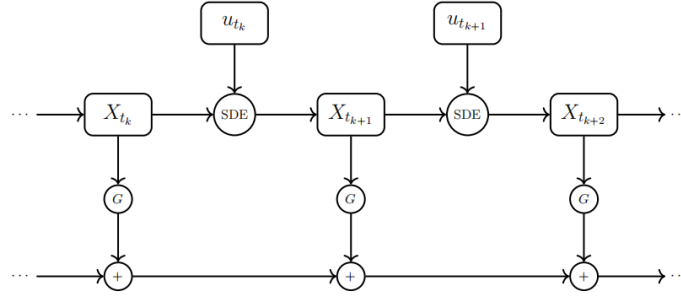 u_{t_k} u_{t_{k+1}}
... X_{t_k} SDE X_{t_{k+1}} SDE X_{t_{k+2}} ...
G G G
... + + + ...